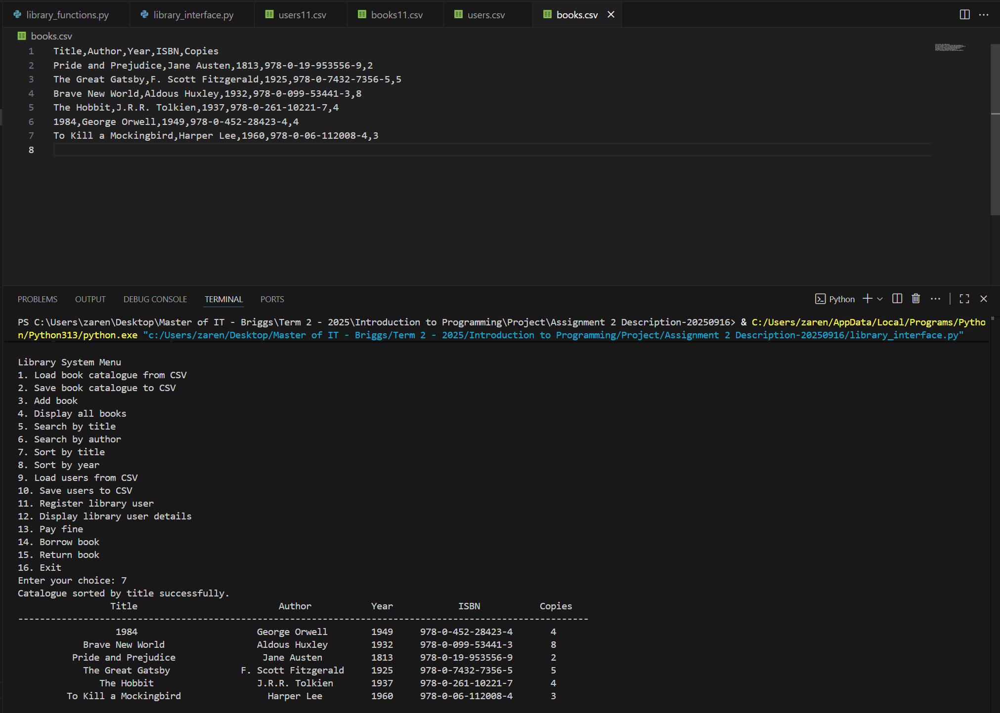 library_functions.py library_interface.py users11.csv books11.csv users.csv books.csv
books.csv
1 Title,Author,Year,ISBN,Copies
2 Pride and Prejudice,Jane Austen,1813,978-0-19-953556-9,2
3 The Great Gatsby,F. Scott Fitzgerald,1925,978-0-7432-7356-5,5
4 Brave New World,Aldous Huxley,1932,978-0-099-53441-3,8
5 The Hobbit,J.R.R. Tolkien,1937,978-0-261-10221-7,4
6 1984,George Orwell,1949,978-0-452-28423-4,4
7 To Kill a Mockingbird,Harper Lee,1960,978-0-06-112008-4,3
8
PROBLEMS OUTPUT DEBUG CONSOLE TERMINAL PORTS Python
PS C:\Users\zaren\Desktop\Master of IT - Briggs\Term 2 - 2025\Introduction to Programming\Project\Assignment 2 Description-20250916> & C:/Users/zaren/AppData/Local/Programs/Pytho
n/Python313/python.exe "c:/Users/zaren/Desktop/Master of IT - Briggs/Term 2 - 2025/Introduction to Programming/Project/Assignment 2 Description-20250916/library_interface.py"
Library System Menu
1. Load book catalogue from CSV
2. Save book catalogue to CSV
3. Add book
4. Display all books
5. Search by title
6. Search by author
7. Sort by title
8. Sort by year
9. Load users from CSV
10. Save users to CSV
11. Register library user
12. Display library user details
13. Pay fine
14. Borrow book
15. Return book
16. Exit
Enter your choice: 7
Catalogue sorted by title successfully.
Title Author Year ISBN Copies
---------------------------------------------------------------------------------------------------------
1984 George Orwell 1949 978-0-452-28423-4 4
Brave New World Aldous Huxley 1932 978-0-099-53441-3 8
Pride and Prejudice Jane Austen 1813 978-0-19-953556-9 2
The Great Gatsby F. Scott Fitzgerald 1925 978-0-7432-7356-5 5
The Hobbit J.R.R. Tolkien 1937 978-0-261-10221-7 4
To Kill a Mockingbird Harper Lee 1960 978-0-06-112008-4 3